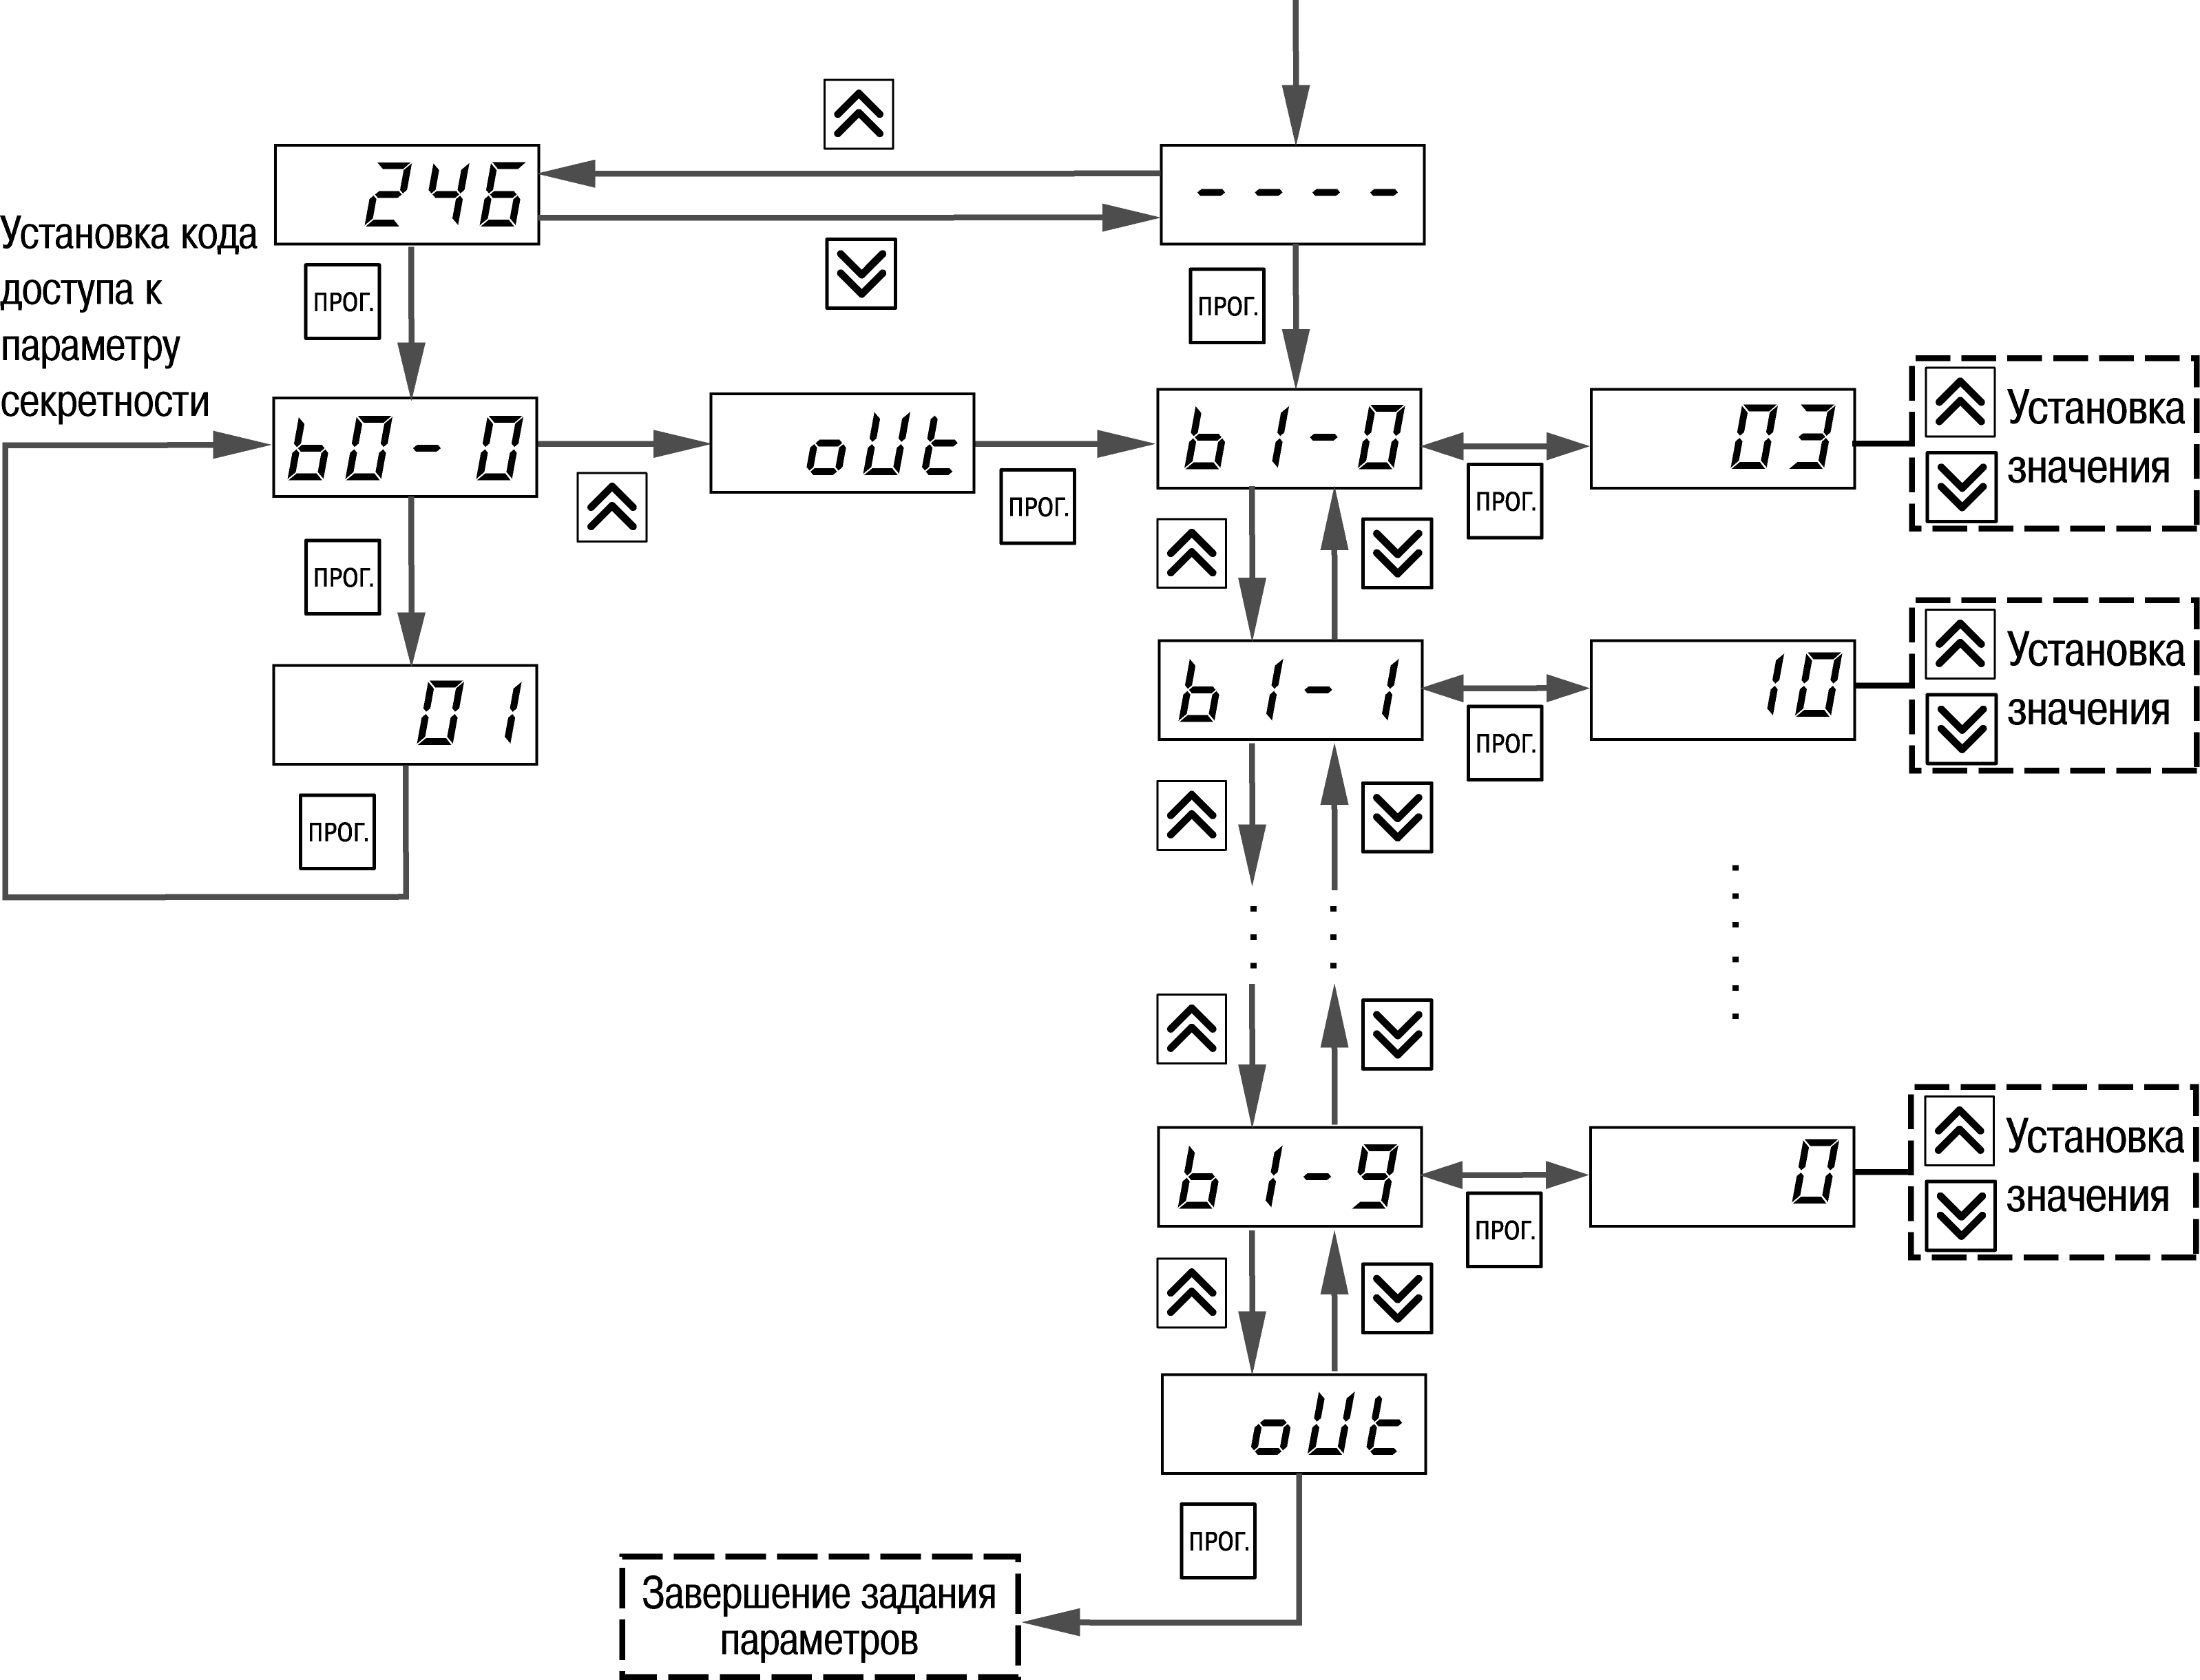 246
- - - -
Установка кода
доступа к
параметру
секретности
ПРОГ.
ПРОГ.
b0-0
oUt
b1-0
03
Установка
значения
ПРОГ.
ПРОГ.
ПРОГ.
01
b1-1
10
Установка
значения
ПРОГ.
ПРОГ.
b1-9
0
Установка
значения
ПРОГ.
oUt
ПРОГ.
Завершение задания
параметров